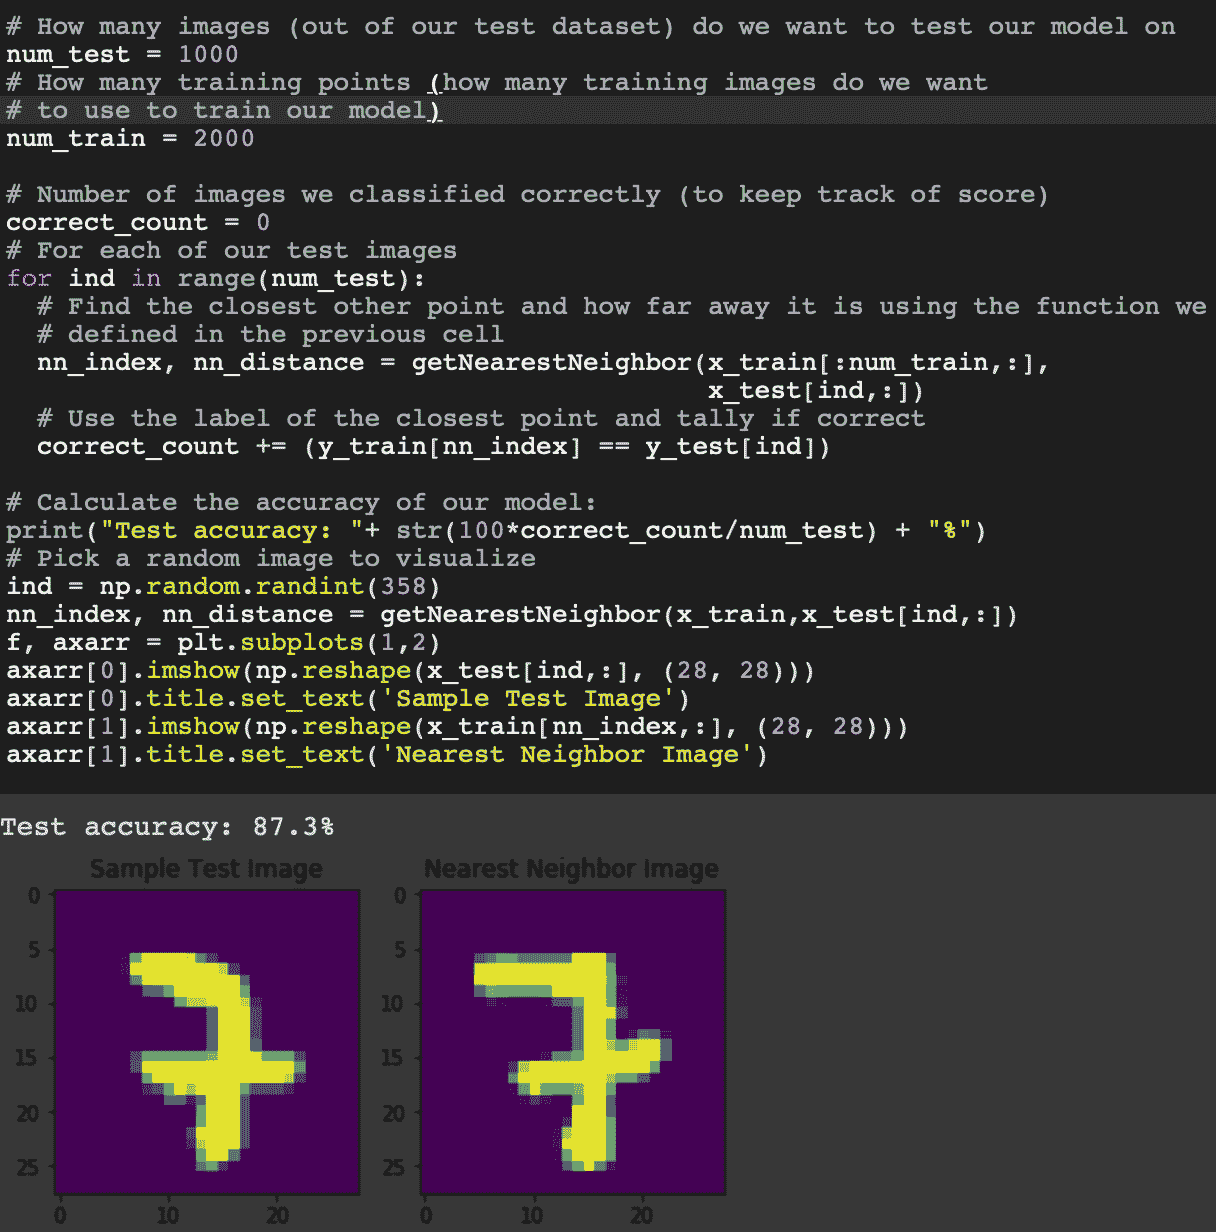 # How many images (out of our test dataset) do we want to test our model on
num_test = 1000
# How many training points (how many training images do we want
# to use to train our model)
num_train = 2000
# Number of images we classified correctly (to keep track of score)
correct_count = 0
# For each of our test images
for ind in range(num_test):
  # Find the closest other point and how far away it is using the function we
  # defined in the previous cell
  nn_index, nn_distance = getNearestNeighbor(x_train[:num_train,:],
                                             x_test[ind,:])
  # Use the label of the closest point and tally if correct
  correct_count += (y_train[nn_index] == y_test[ind])
# Calculate the accuracy of our model:
print("Test accuracy: "+ str(100*correct_count/num_test) + "%")
# Pick a random image to visualize
ind = np.random.randint(358)
nn_index, nn_distance = getNearestNeighbor(x_train,x_test[ind,:])
f, axarr = plt.subplots(1,2)
axarr[0].imshow(np.reshape(x_test[ind,:], (28, 28)))
axarr[0].title.set_text('Sample Test Image')
axarr[1].imshow(np.reshape(x_train[nn_index,:], (28, 28)))
axarr[1].title.set_text('Nearest Neighbor Image')
Test accuracy: 87.3%
Sample Test Image Nearest Neighbor Image
0 0
5 5
10 10
15 15
20 20
25 25
0 10 20 0 10 20